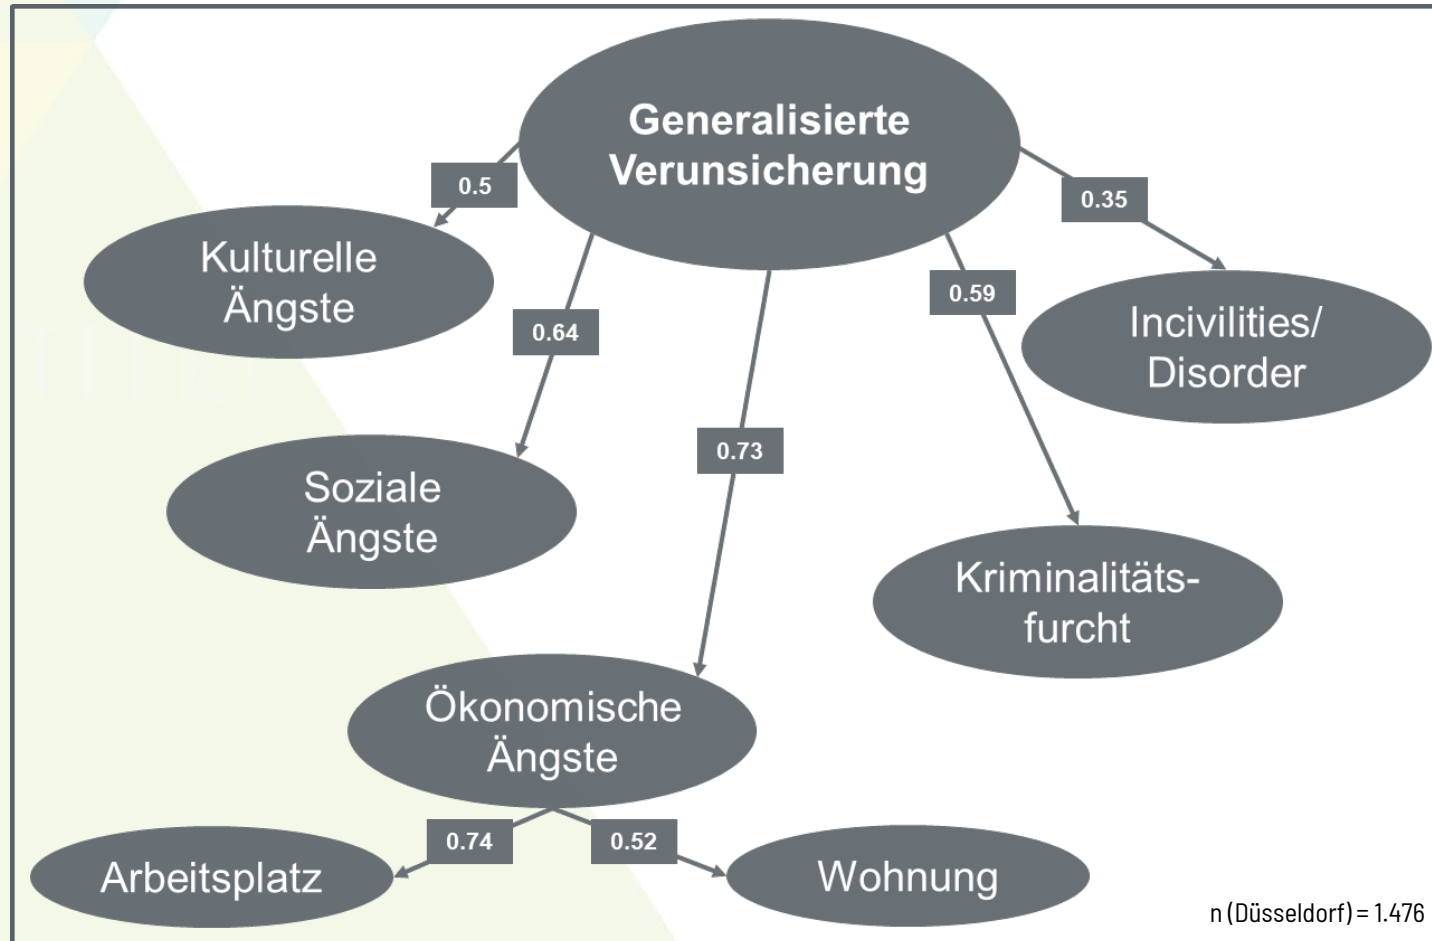 Generalisierte
Verunsicherung
0.5
0.35
Kulturelle
Ängste
0.59
0.64
Incivilities/
Disorder
TITEL
0.73
Soziale
Ängste
Kriminalitäts-
furcht
Ökonomische
Ängste
0.74
0.52
Arbeitsplatz
Wohnung
n (Düsseldorf) = 1.476